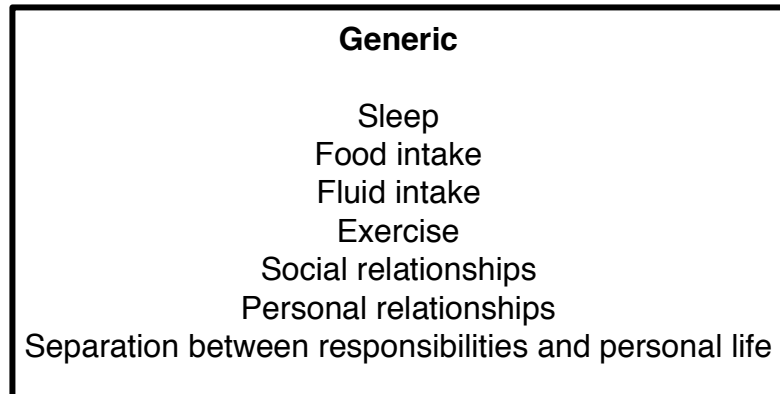 Generic
Sleep
Food intake
Fluid intake
Exercise
Social relationships
Personal relationships
Separation between responsibilities and personal life